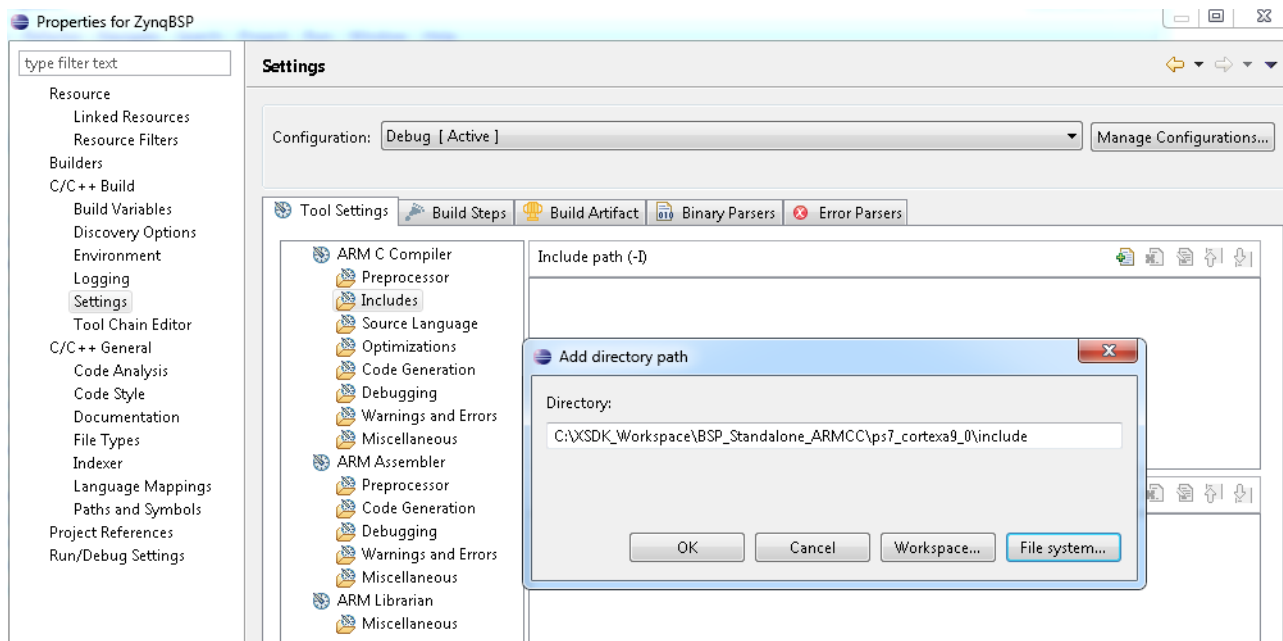 Properties for ZynqBSP
type filter text
Settings
Resource
Linked Resources
Resource Filters
Builders
C/C++ Build
Build Variables
Discovery Options
Environment
Logging
Settings
Tool Chain Editor
C/C++ General
Code Analysis
Code Style
Documentation
File Types
Indexer
Language Mappings
Paths and Symbols
Project References
Run/Debug Settings
Configuration: Debug [ Active ] Manage Configurations...
Tool Settings Build Steps Build Artifact Binary Parsers Error Parsers
ARM C Compiler
Preprocessor
Includes
Source Language
Optimizations
Code Generation
Debugging
Warnings and Errors
Miscellaneous
ARM Assembler
Preprocessor
Code Generation
Debugging
Warnings and Errors
Miscellaneous
ARM Librarian
Miscellaneous
Include path (-I)
Add directory path
Directory:
C:\XSDK_Workspace\BSP_Standalone_ARMCC\ps7_cortexa9_0\include
OK Cancel Workspace... File system...